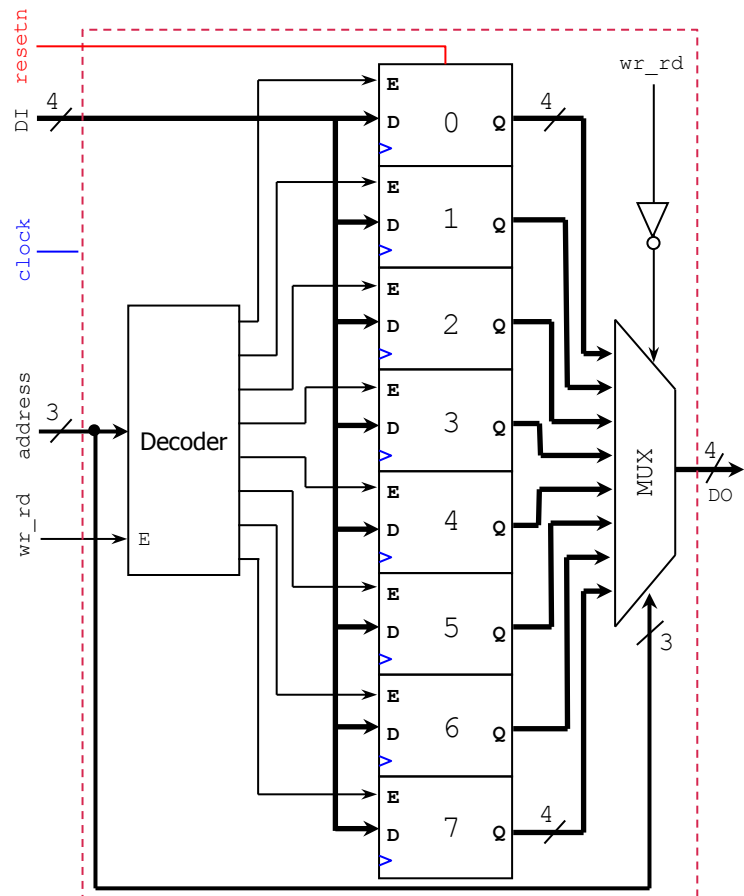 resetn
wr_rd
4
DI
E
D
0
Q
4
E
D
1
Q
clock
E
D
2
Q
E
D
3
Q
address
3
Decoder
E
wr_rd
E
D
4
Q
MUX
4
DO
E
D
5
Q
3
E
D
6
Q
E
D
7
Q
4